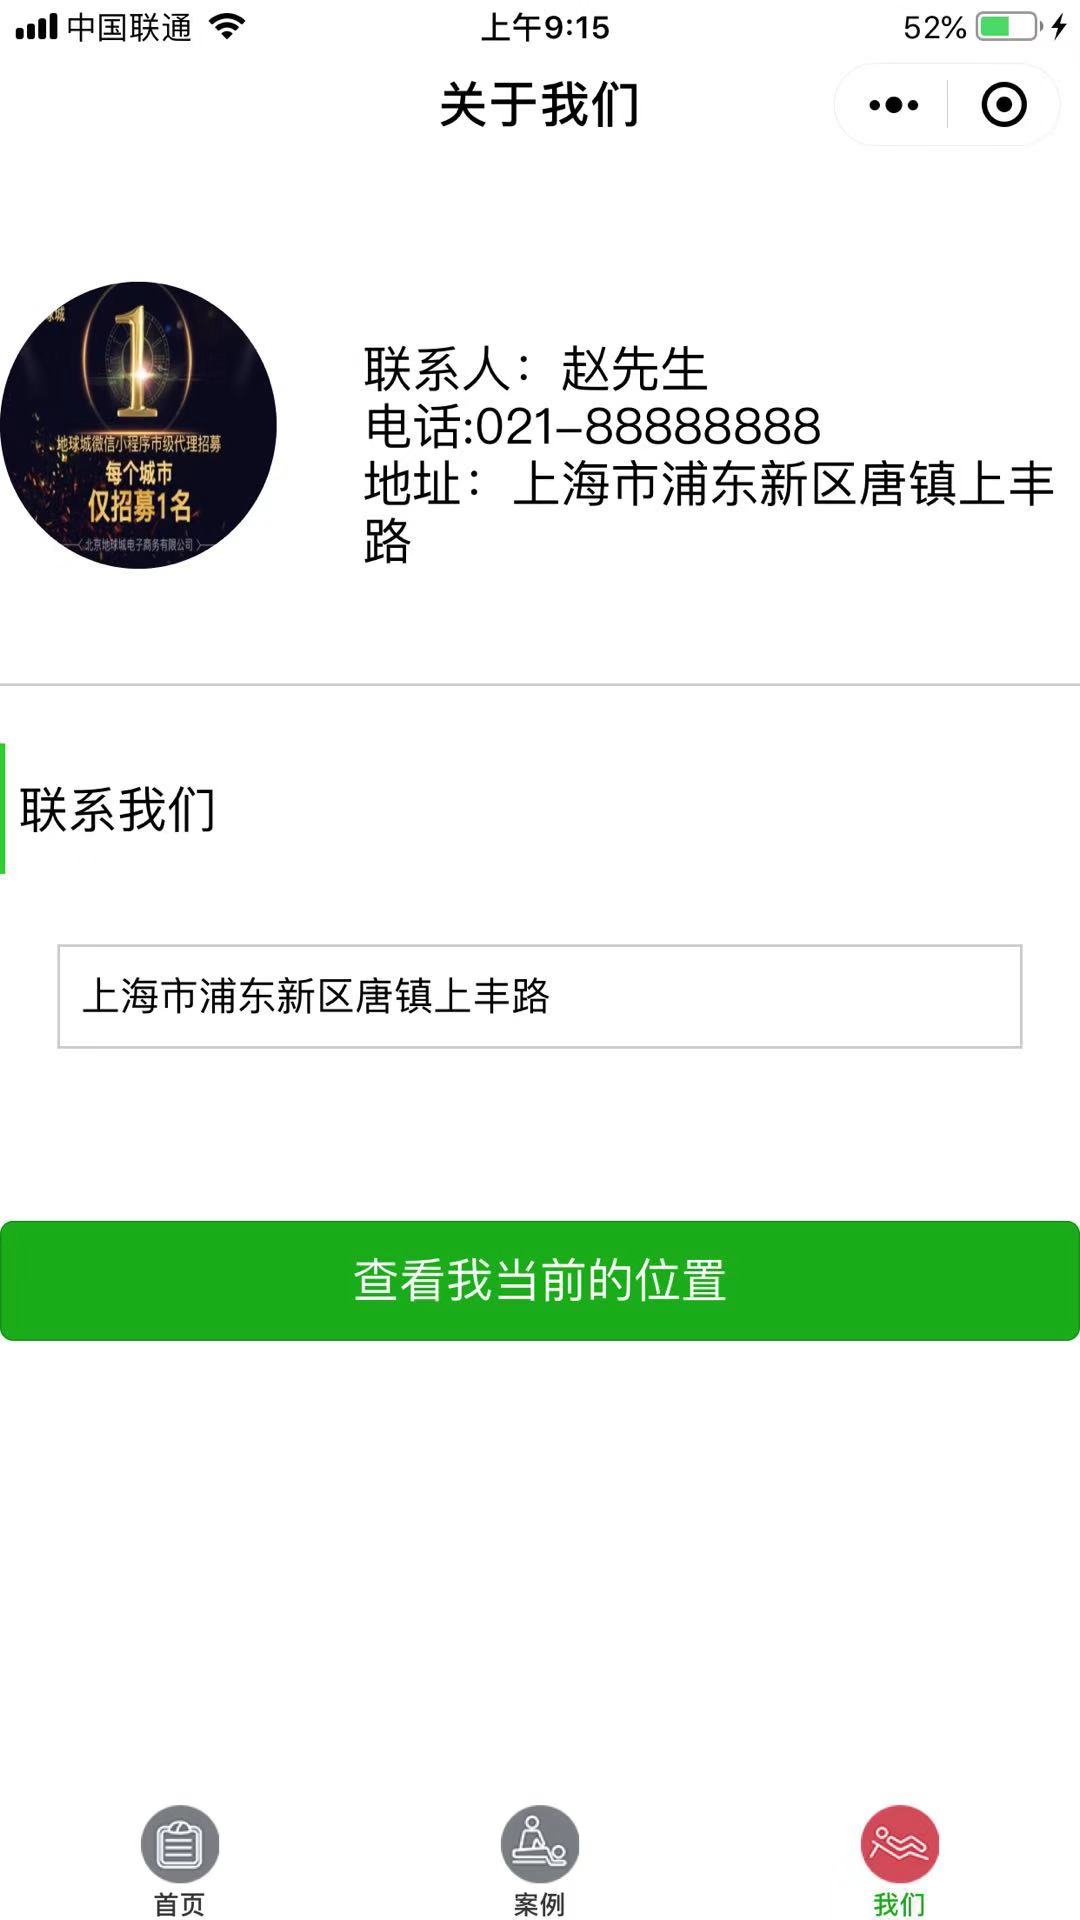 中国联通
上午9:15
52%
关于我们
球城
1
地球城微信小程序市级代理招募
每个城市
仅招募1名
北京地球城电子商务有限公司
联系人：赵先生
电话:021-88888888
地址：上海市浦东新区唐镇上丰
路
联系我们
上海市浦东新区唐镇上丰路
查看我当前的位置
首页
案例
我们